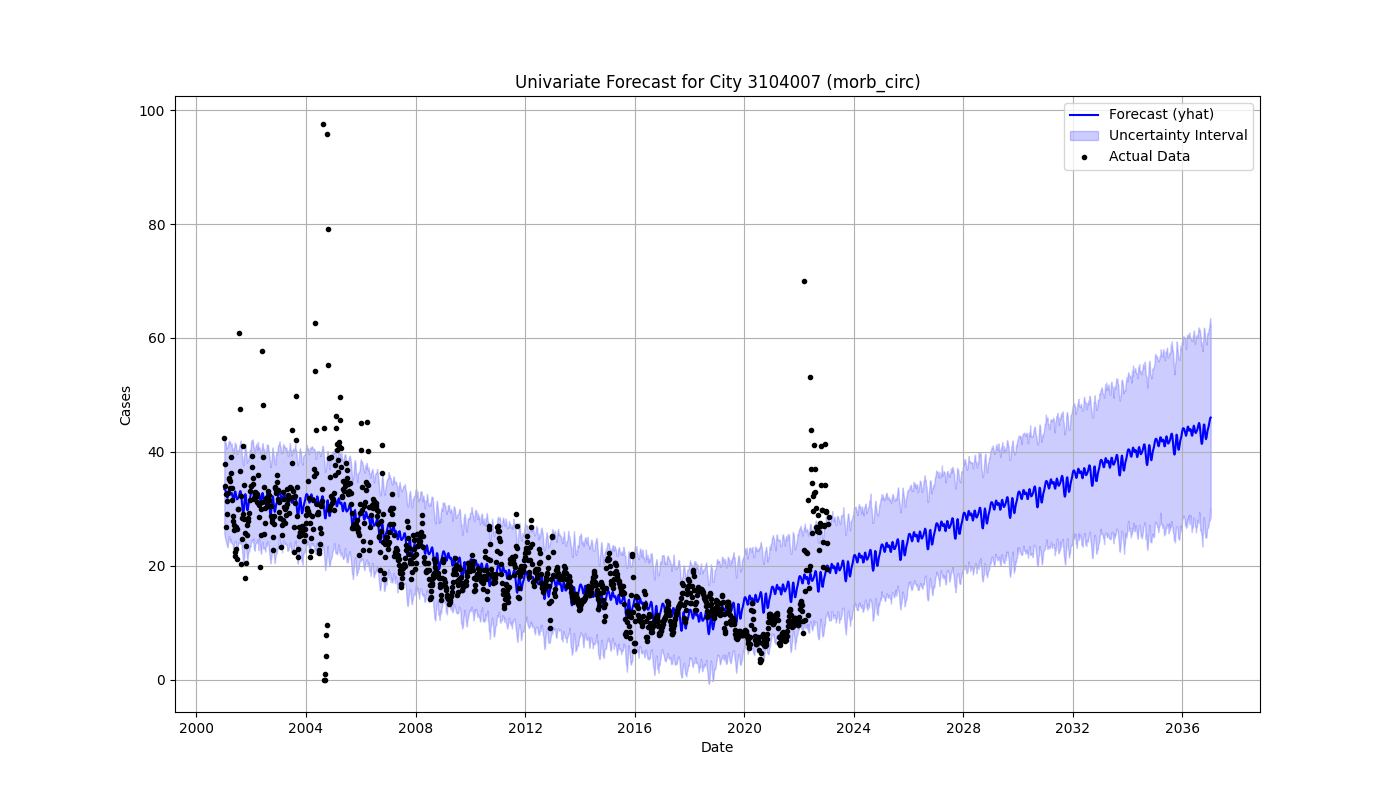 Univariate Forecast for City 3104007 (morb_circ)
Forecast (yhat)
Uncertainty Interval
Actual Data
Cases
100
80
60
40
20
0
2000 2004 2008 2012 2016 2020 2024 2028 2032 2036
Date